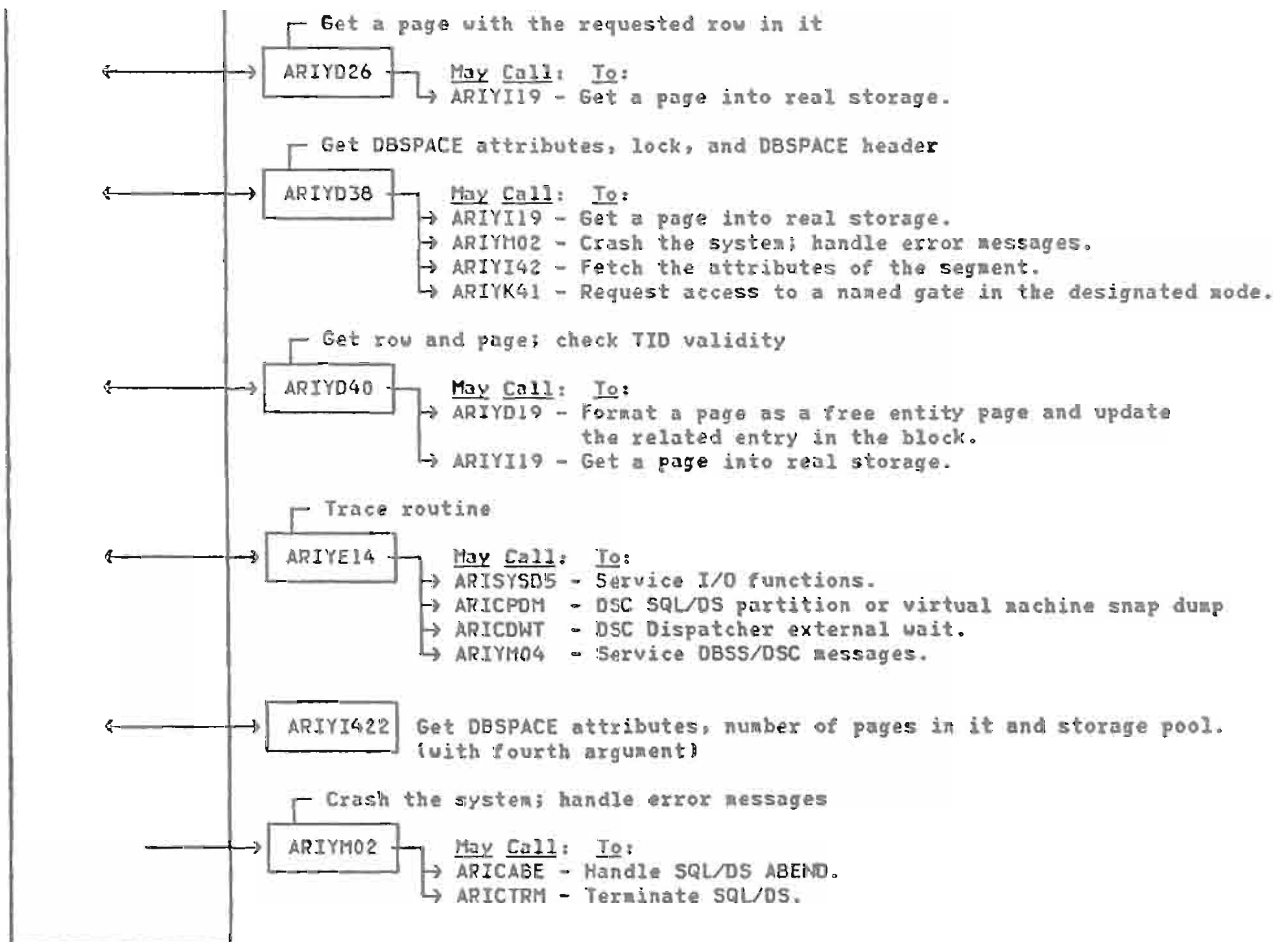 Get a page with the requested row in it
ARIYD26
May Call: To:
ARIYI19 - Get a page into real storage.
Get DBSPACE attributes, lock, and DBSPACE header
ARIYD38
May Call: To:
ARIYI19 - Get a page into real storage.
ARIYM02 - Crash the system; handle error messages.
ARIYI42 - Fetch the attributes of the segment.
ARIYK41 - Request access to a named gate in the designated mode.
Get row and page; check TID validity
ARIYD40
May Call: To:
ARIYD19 - Format a page as a free entity page and update
the related entry in the block.
ARIYI19 - Get a page into real storage.
Trace routine
ARIYE14
May Call: To:
ARISYSD5 - Service I/O functions.
ARICPDM - DSC SQL/DS partition or virtual machine snap dump
ARICDWT - DSC Dispatcher external wait.
ARIYM04 - Service DBSS/DSC messages.
ARIYI422 Get DBSPACE attributes, number of pages in it and storage pool.
(with fourth argument)
Crash the system; handle error messages
ARIYM02
May Call: To:
ARICABE - Handle SQL/DS ABEND.
ARICTRM - Terminate SQL/DS.